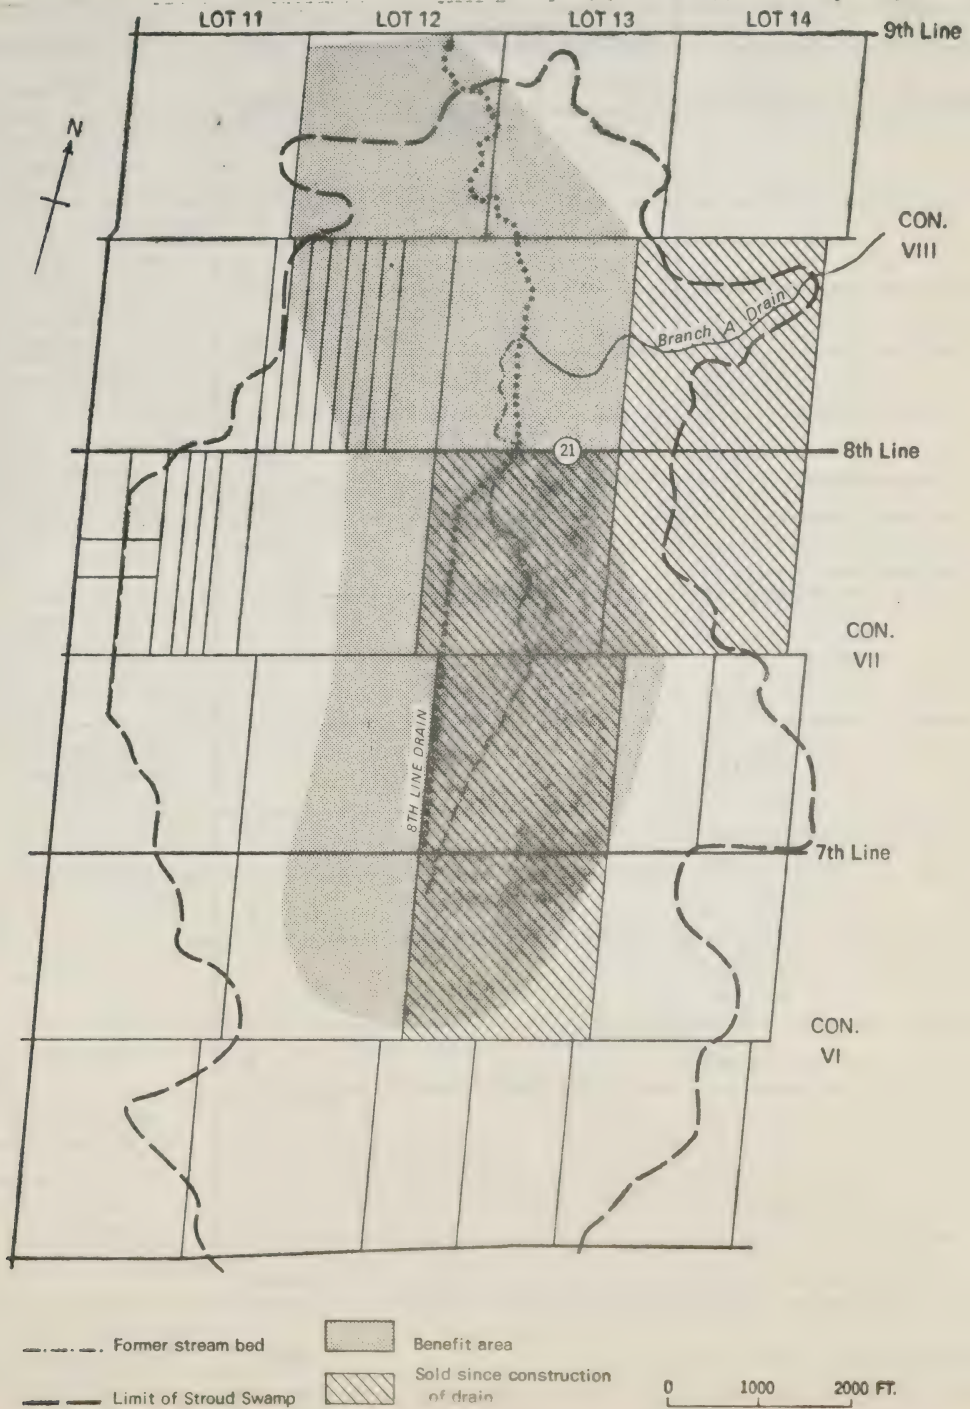 LOT 11 LOT 12 LOT 13 LOT 14
9th Line
N
CON.
VIII
Branch A Drain
21
8th Line
CON.
VII
8TH LINE DRAIN
7th Line
CON.
VI
Former stream bed
Benefit area
Limit of Stroud Swamp
Sold since construction
of drain
0 1000 2000 FT.